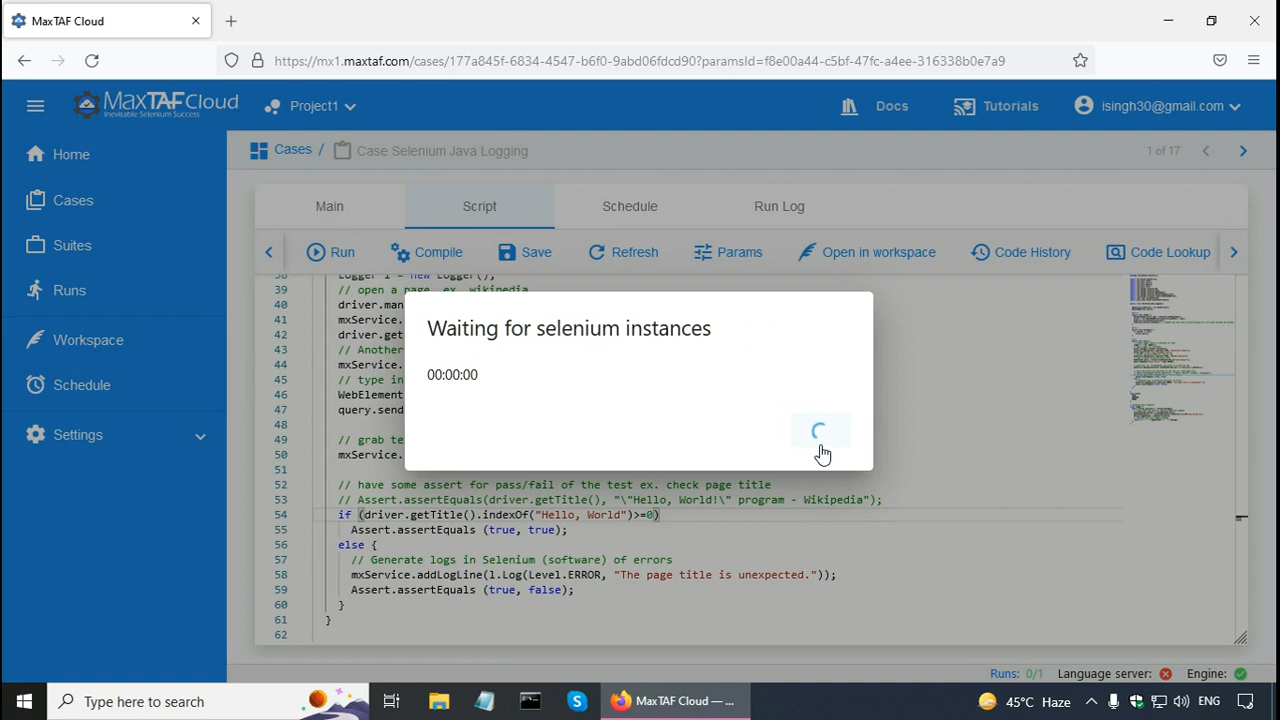 MaxTAF Cloud
https://mx1.maxtaf.com/cases/177a845f-6834-4547-b6f0-9abd06fdcd90?paramsId=f8e00a44-c5bf-47fc-a4ee-316338b0e7a9
MaxTAFCloud
Inevitable Selenium Success
Project1
Docs
Tutorials
isingh30@gmail.com
Home
Cases
Suites
Runs
Workspace
Schedule
Settings
Cases / Case Selenium Java Logging
1 of 17
Main
Script
Schedule
Run Log
Run
Compile
Save
Refresh
Params
Open in workspace
Code History
Code Lookup
38 Logger l = new Logger();
39 // open a page, ex. wikipedia
40 driver.man
41 mxService.
42 driver.get
43 // Another
44 mxService.
45 // type in
46 WebElement
47 query.send
48
49 // grab te
50 mxService.
51
52 // have some assert for pass/fail of the test ex. check page title
53 // Assert.assertEquals(driver.getTitle(), "\"Hello, World!\" program - Wikipedia");
54 if (driver.getTitle().indexOf("Hello, World")>=0)
55 Assert.assertEquals (true, true);
56 else {
57 // Generate logs in Selenium (software) of errors
58 mxService.addLogLine(l.Log(Level.ERROR, "The page title is unexpected."));
59 Assert.assertEquals (true, false);
60 }
61 }
62
Waiting for selenium instances
00:00:00
Runs: 0/1 Language server: Engine:
Type here to search
MaxTAF Cloud — ...
45°C Haze
ENG